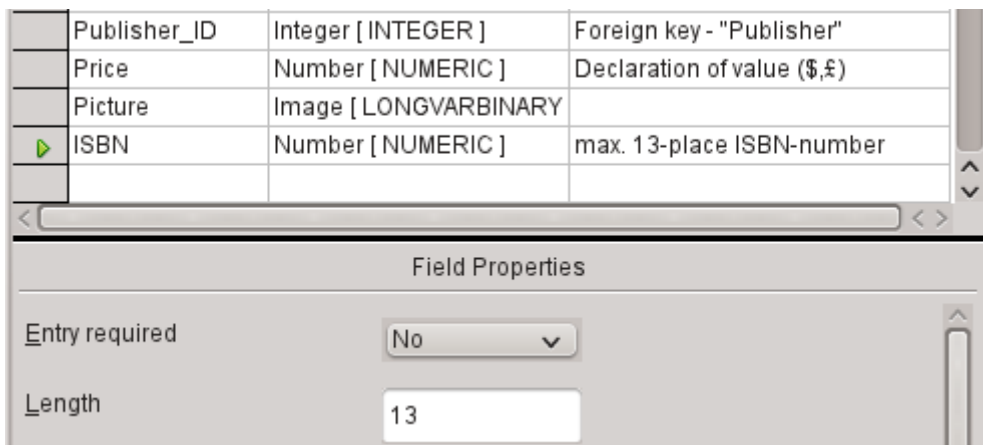 Publisher_ID Integer [ INTEGER ] Foreign key - "Publisher"
Price Number [ NUMERIC ] Declaration of value ($,£)
Picture Image [ LONGVARBINARY
ISBN Number [ NUMERIC ] max. 13-place ISBN-number
Field Properties
Entry required No
Length 13